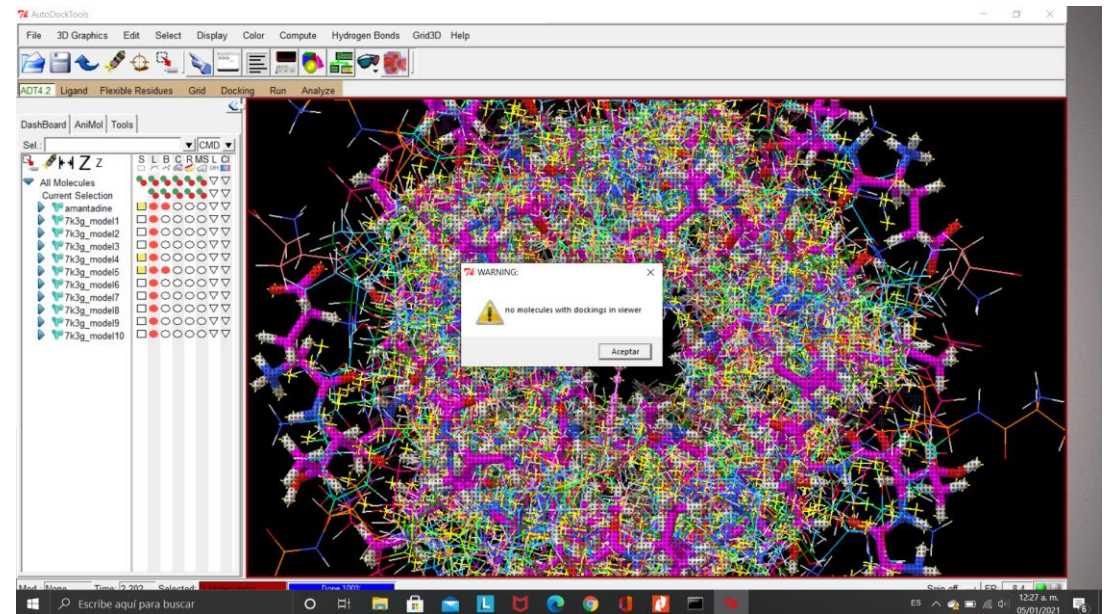 AutoDockTools
File 3D Graphics Edit Select Display Color Compute Hydrogen Bonds Grid3D Help
ADT4.2 Ligand Flexible Residues Grid Docking Run Analyze
DashBoard AniMol Tools
Sel.: CMD
Z Z S L B C R MS L Cl
All Molecules
Current Selection
amantadine
7k3g_model1
7k3g_model2
7k3g_model3
7k3g_model4
7k3g_model5
7k3g_model6
7k3g_model7
7k3g_model8
7k3g_model9
7k3g_model10
WARNING:
no molecules with dockings in viewer
Aceptar
Mod.: None Time: 2.202 Selected: Done 100% Spin off FR: 8.4
Escribe aquí para buscar
ES 12:27 a. m.
05/01/2021